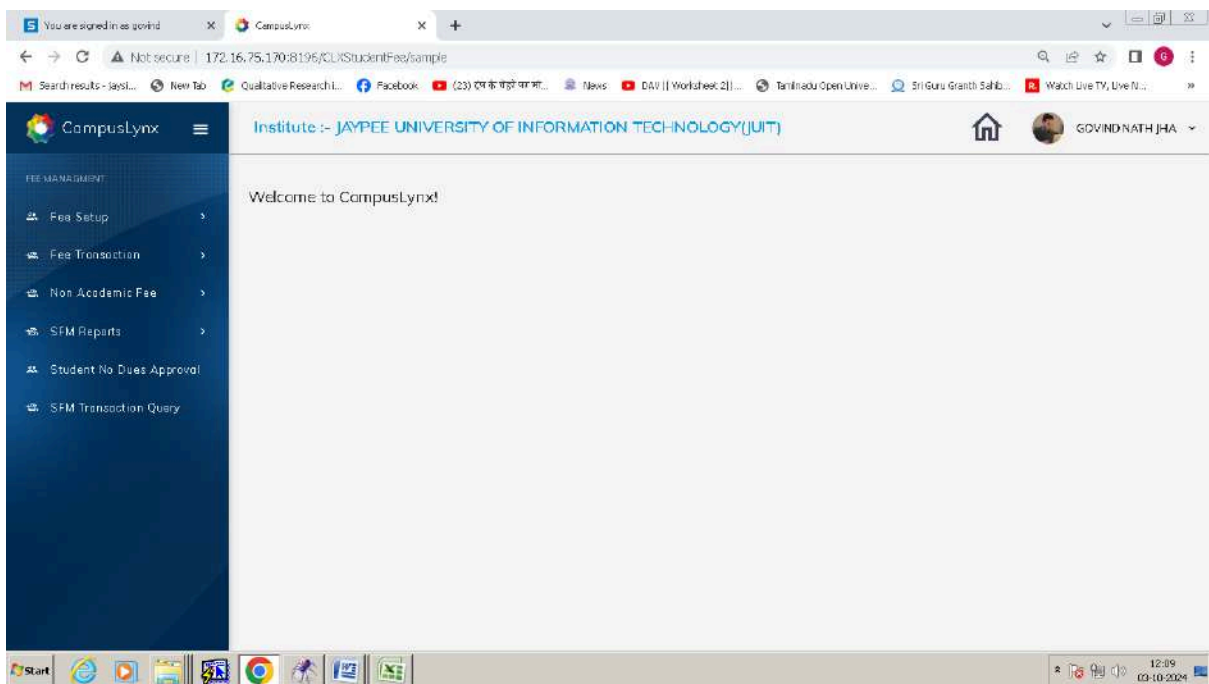 You are signed in as govind
CampusLynx
Not secure | 172.16.75.170:8196/CLXStudentFee/sample
Search results - jaysi...
New Tab
Qualitative Research i...
Facebook
News
DAV || Worksheet 2||...
Tamilnadu Open Unive...
Sri Guru Granth Sahib...
Watch Live TV, Live N...
CampusLynx
Institute :- JAYPEE UNIVERSITY OF INFORMATION TECHNOLOGY(JUIT)
GOVIND NATH JHA
FEE MANAGMENT
Welcome to CampusLynx!
Fee Setup
Fee Transaction
Non Academic Fee
SFM Reports
Student No Dues Approval
SFM Transaction Query
Start
12:09
03-10-2024